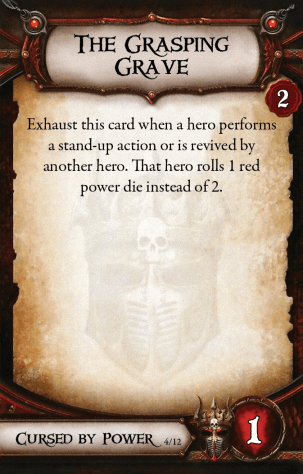 The Grasping
Grave
2
Exhaust this card when a hero performs
a stand-up action or is revived by
another hero. That hero rolls 1 red
power die instead of 2.
Cursed by Power 4/12
1